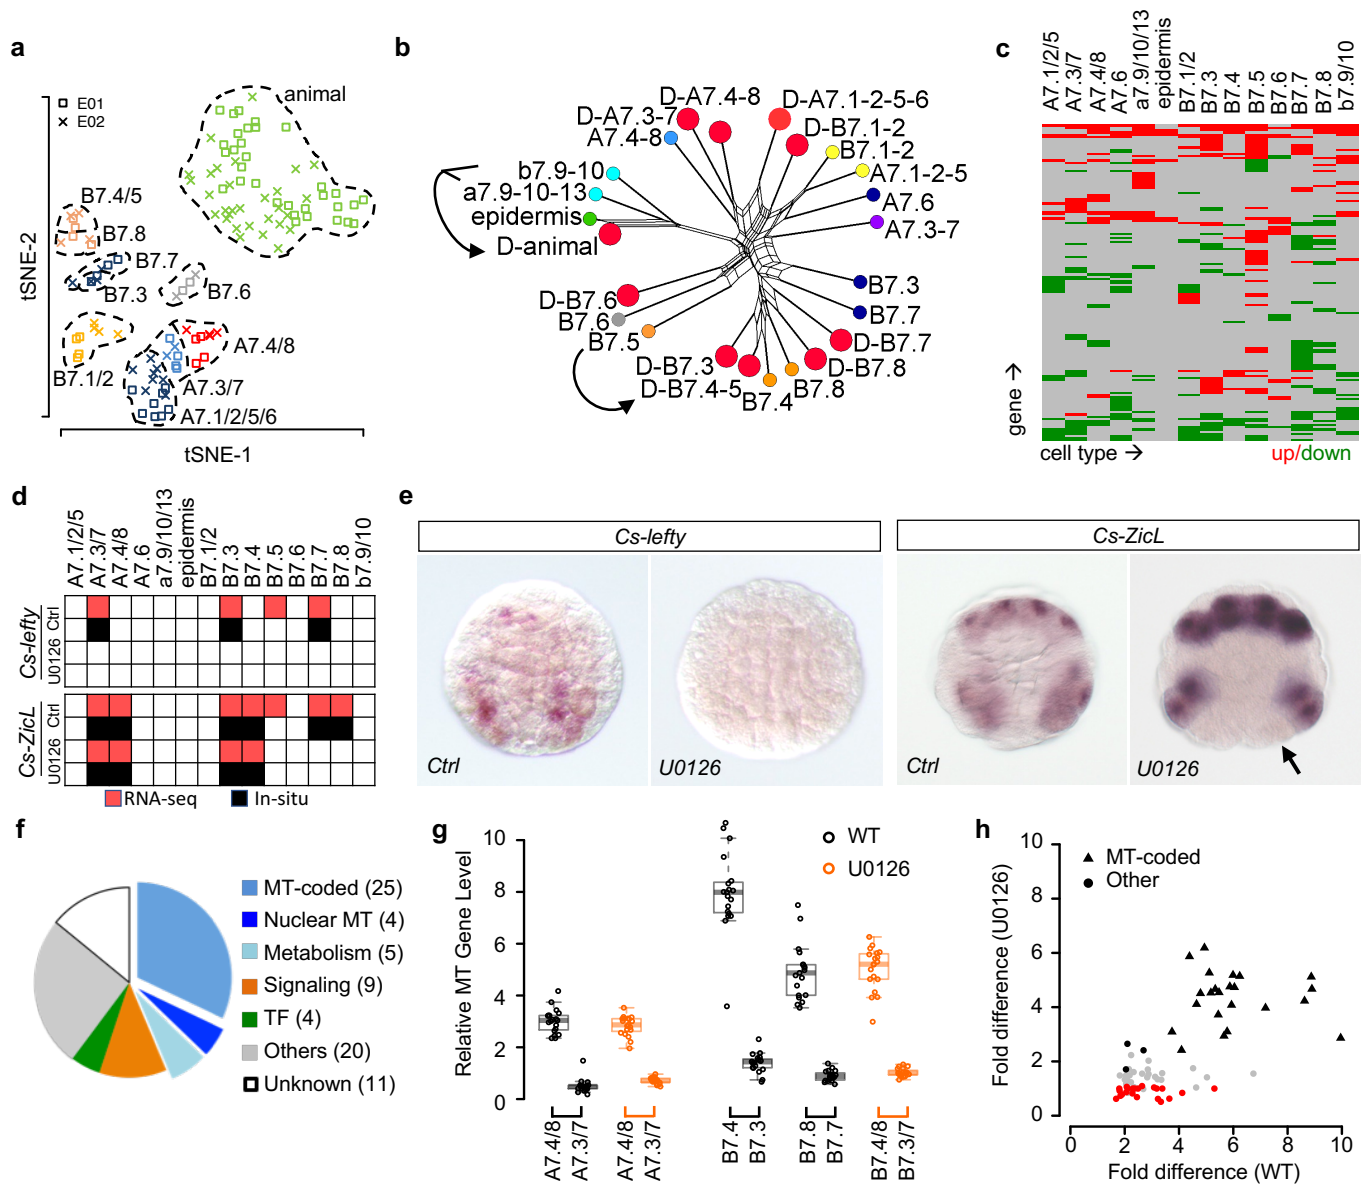 a
E01
E02
animal
B7.4/5
B7.8
B7.7
B7.3
B7.6
B7.1/2
A7.4/8
A7.3/7
A7.1/2/5/6
tSNE-2
tSNE-1
b
D-A7.4-8
D-A7.1-2-5-6
D-A7.3-7
A7.4-8
D-B7.1-2
B7.1-2
b7.9-10
A7.1-2-5
a7.9-10-13
A7.6
epidermis
A7.3-7
D-animal
B7.3
D-B7.6
B7.6
B7.7
B7.5
D-B7.7
D-B7.3
D-B7.8
D-B7.4-5
B7.4
B7.8
c
A7.1/2/5
A7.3/7
A7.4/8
A7.6
a7.9/10/13
epidermis
B7.1/2
B7.3
B7.4
B7.5
B7.6
B7.7
B7.8
b7.9/10
gene →
cell type →
up/down
d
A7.1/2/5
A7.3/7
A7.4/8
A7.6
a7.9/10/13
epidermis
B7.1/2
B7.3
B7.4
B7.5
B7.6
B7.7
B7.8
b7.9/10
Cs-lefty
Ctrl
U0126
Cs-ZicL
Ctrl
U0126
RNA-seq
In-situ
e
Cs-lefty
Cs-ZicL
Ctrl
U0126
Ctrl
U0126
f
MT-coded (25)
Nuclear MT (4)
Metabolism (5)
Signaling (9)
TF (4)
Others (20)
Unknown (11)
g
Relative MT Gene Level
10
8
6
4
2
0
WT
U0126
A7.4/8
A7.3/7
A7.4/8
A7.3/7
B7.4
B7.3
B7.8
B7.7
B7.4/8
B7.3/7
h
Fold difference (U0126)
10
8
6
4
2
0
MT-coded
Other
0 2 4 6 8 10
Fold difference (WT)